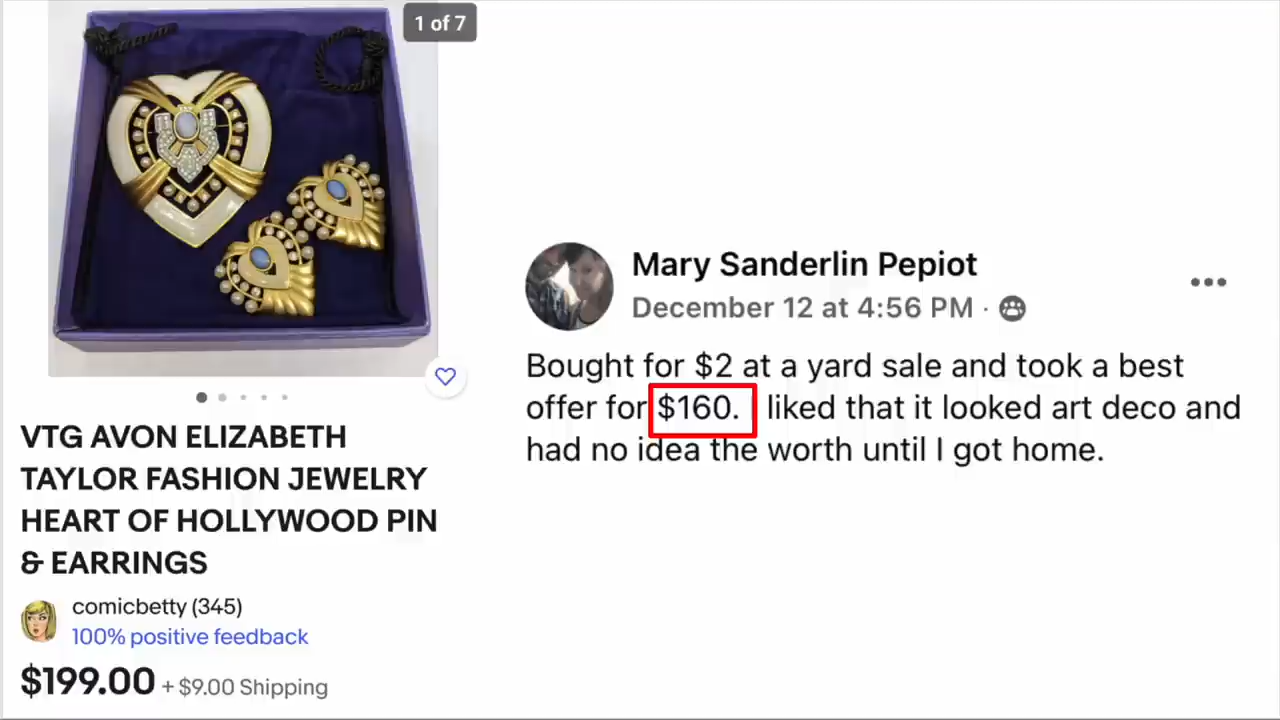 1 of 7
VTG AVON ELIZABETH
TAYLOR FASHION JEWELRY
HEART OF HOLLYWOOD PIN
& EARRINGS
comicbetty (345)
100% positive feedback
$199.00 + $9.00 Shipping
Mary Sanderlin Pepiot
December 12 at 4:56 PM ·
Bought for $2 at a yard sale and took a best
offer for $160. I liked that it looked art deco and
had no idea the worth until I got home.